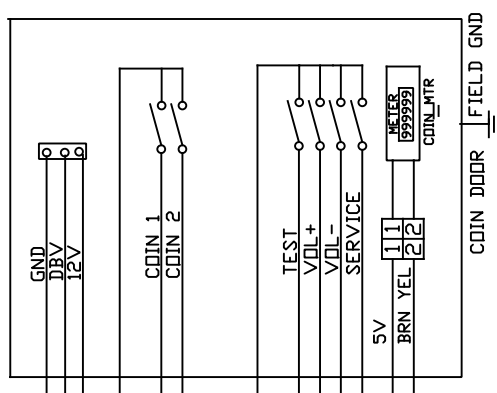 GND
DBV
12V
COIN 1
COIN 2
TEST
VOL+
VOL-
SERVICE
METER
999999
COIN_MTR
1 2
1 2
5V
BRN YEL
COIN DOOR
FIELD GND